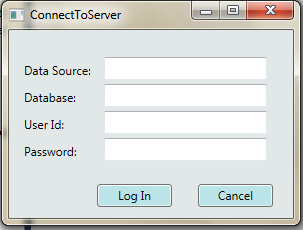 ConnectToServer
Data Source:
Database:
User Id:
Password:
Log In Cancel